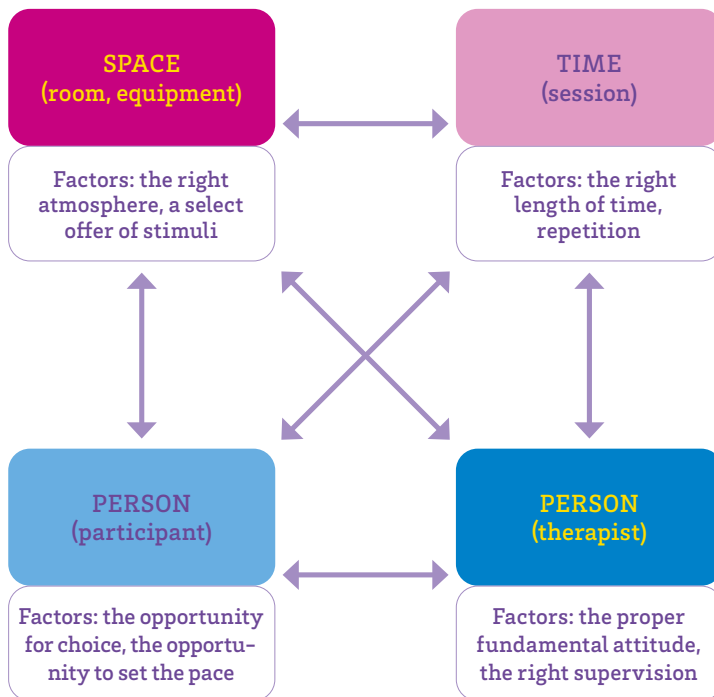 SPACE
(room, equipment)
Factors: the right
atmosphere, a select
offer of stimuli
TIME
(session)
Factors: the right
length of time,
repetition
PERSON
(participant)
Factors: the opportunity
for choice, the opportu-
nity to set the pace
PERSON
(therapist)
Factors: the proper
fundamental attitude,
the right supervision